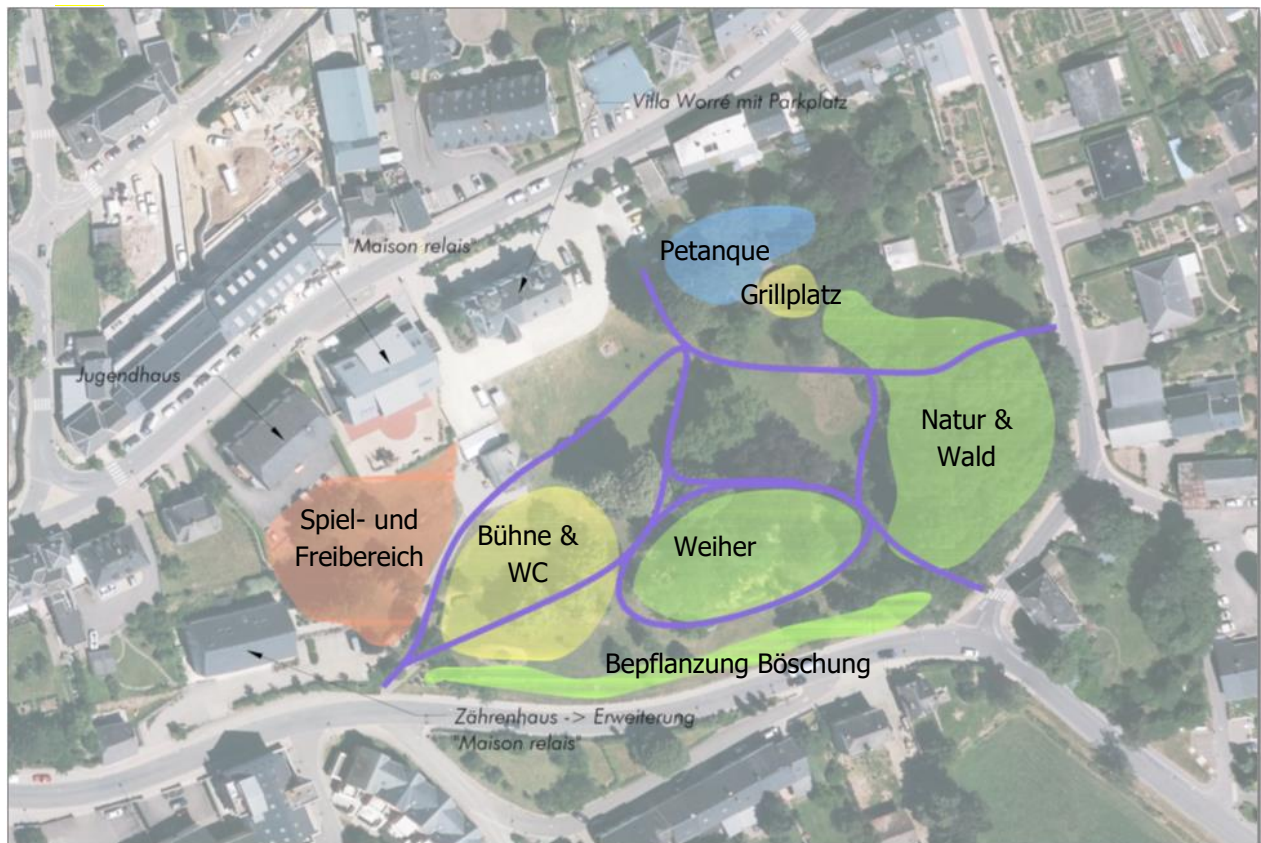 Villa Worré mit Parkplatz
"Maison relais"
Petanque
Grillplatz
Jugendhaus
Natur &
Wald
Spiel- und
Freibereich
Bühne &
WC
Weiher
Bepflanzung Böschung
Zährenhaus -> Erweiterung
"Maison relais"